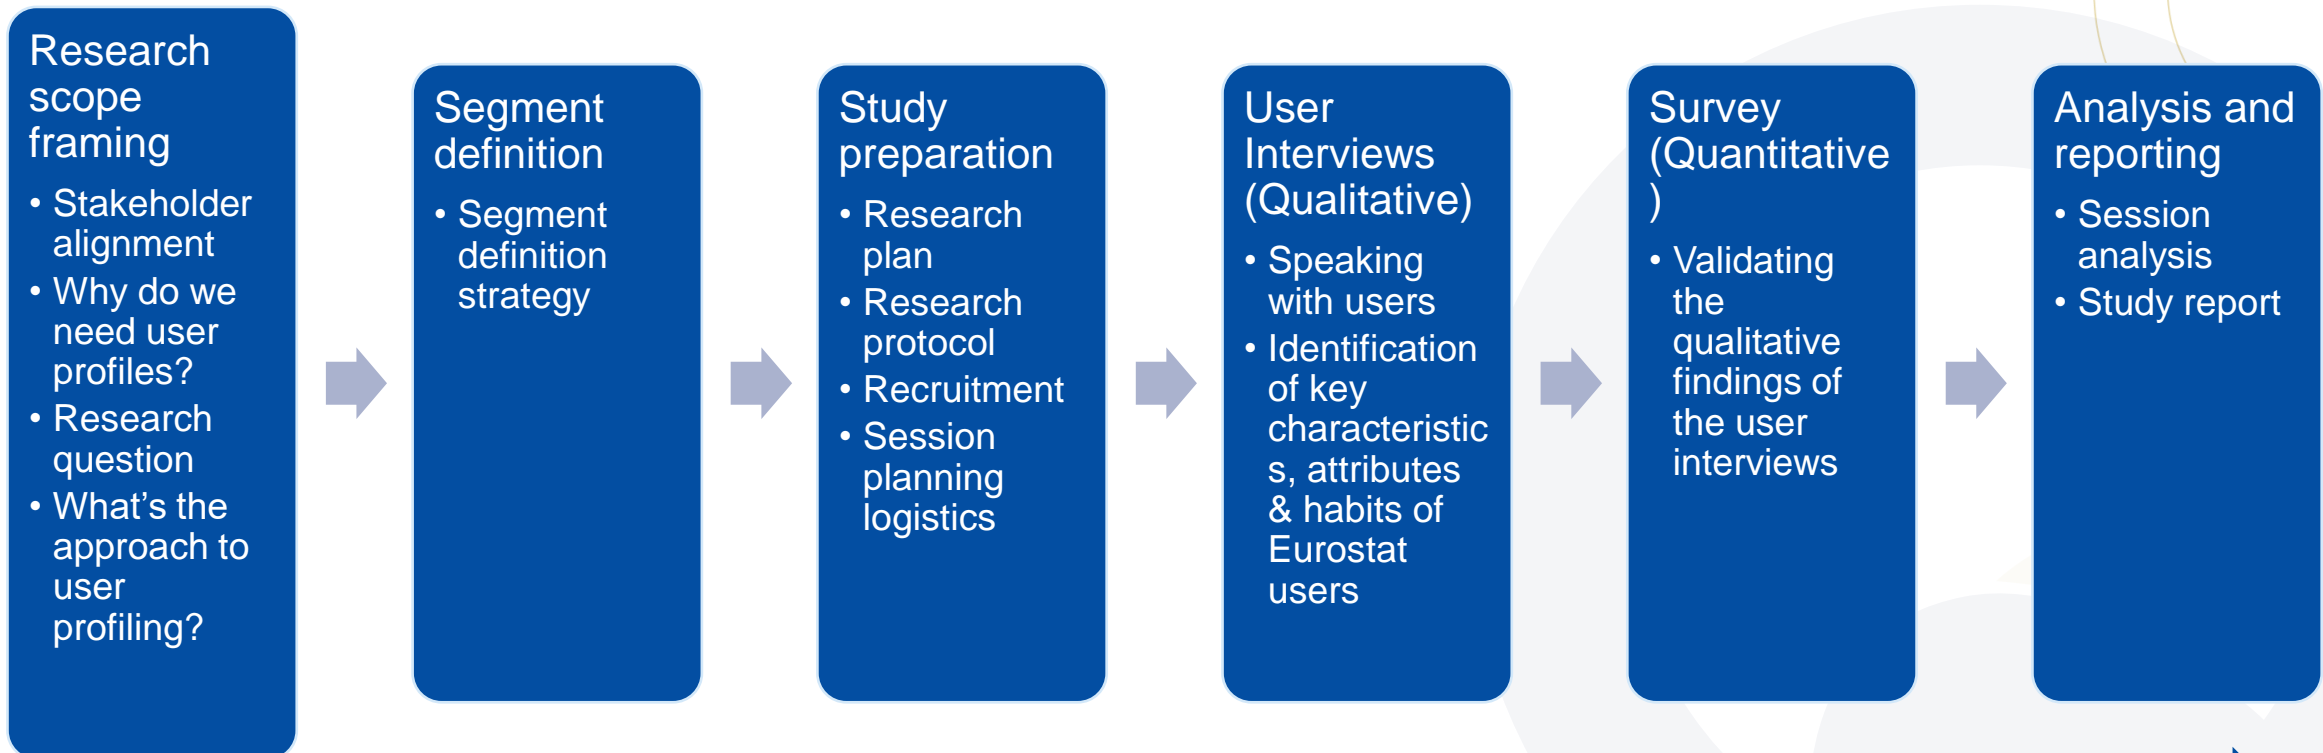 Research
scope
framing
• Stakeholder
alignment
• Why do we
need user
profiles?
• Research
question
• What’s the
approach to
user
profiling?
Segment
definition
• Segment
definition
strategy
Study
preparation
• Research
plan
• Research
protocol
• Recruitment
• Session
planning
logistics
User
Interviews
(Qualitative)
• Speaking
with users
• Identification
of key
characteristic
s, attributes
& habits of
Eurostat
users
Survey
(Quantitative
)
• Validating
the
qualitative
findings of
the user
interviews
Analysis and
reporting
• Session
analysis
• Study report